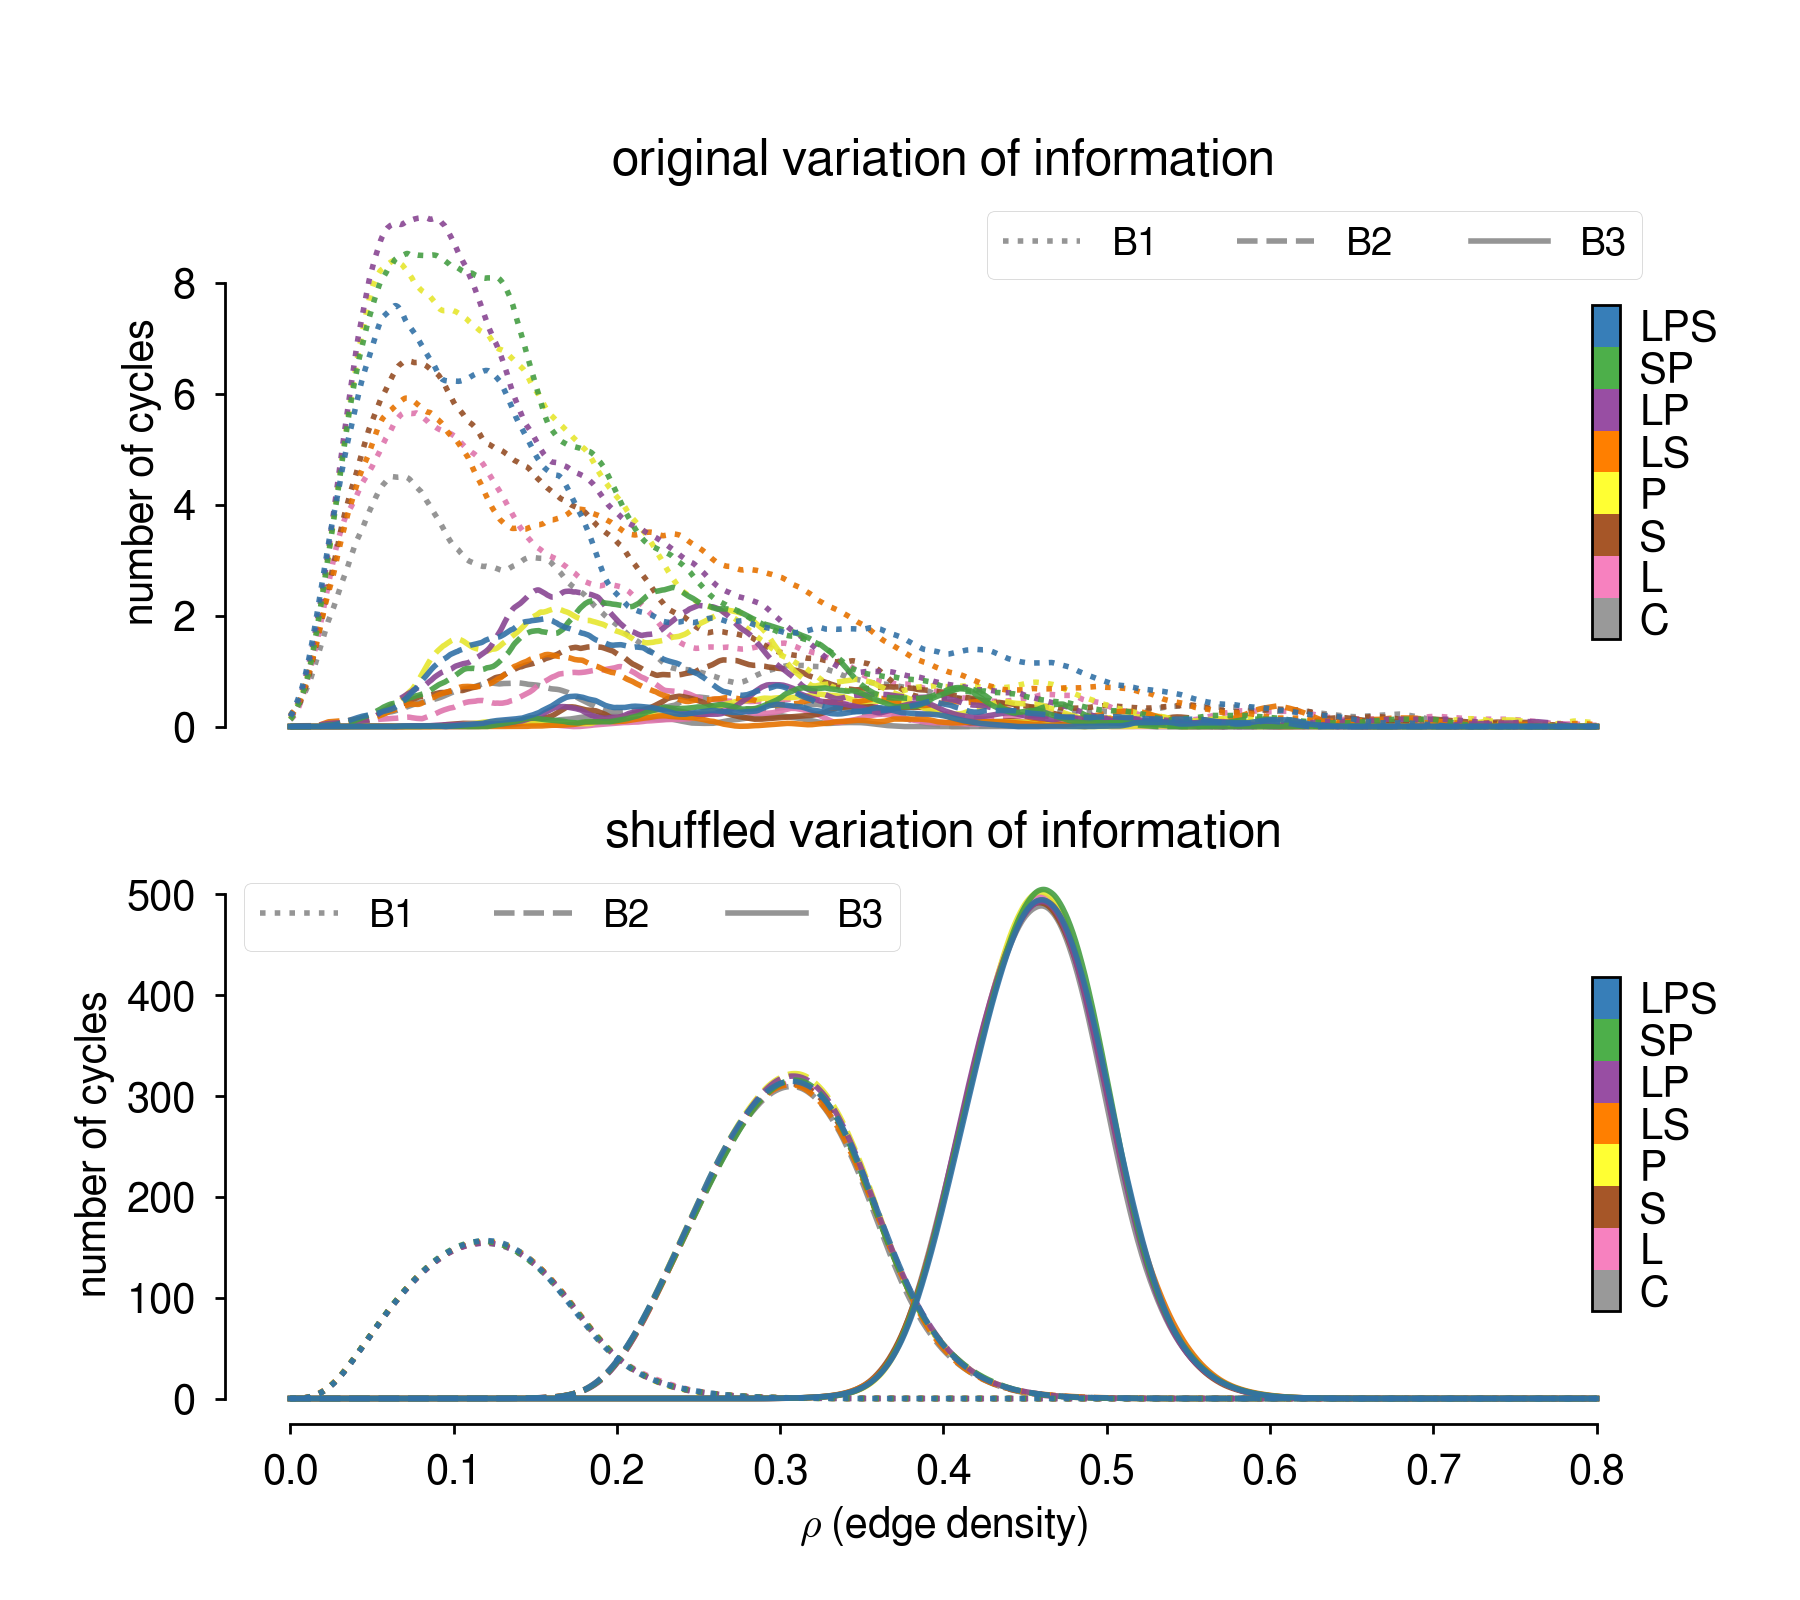 original variation of information
B1 B2 B3
number of cycles
8
6
4
2
0
LPS
SP
LP
LS
P
S
L
C
shuffled variation of information
B1 B2 B3
number of cycles
500
400
300
200
100
0
LPS
SP
LP
LS
P
S
L
C
0.0 0.1 0.2 0.3 0.4 0.5 0.6 0.7 0.8
ρ (edge density)